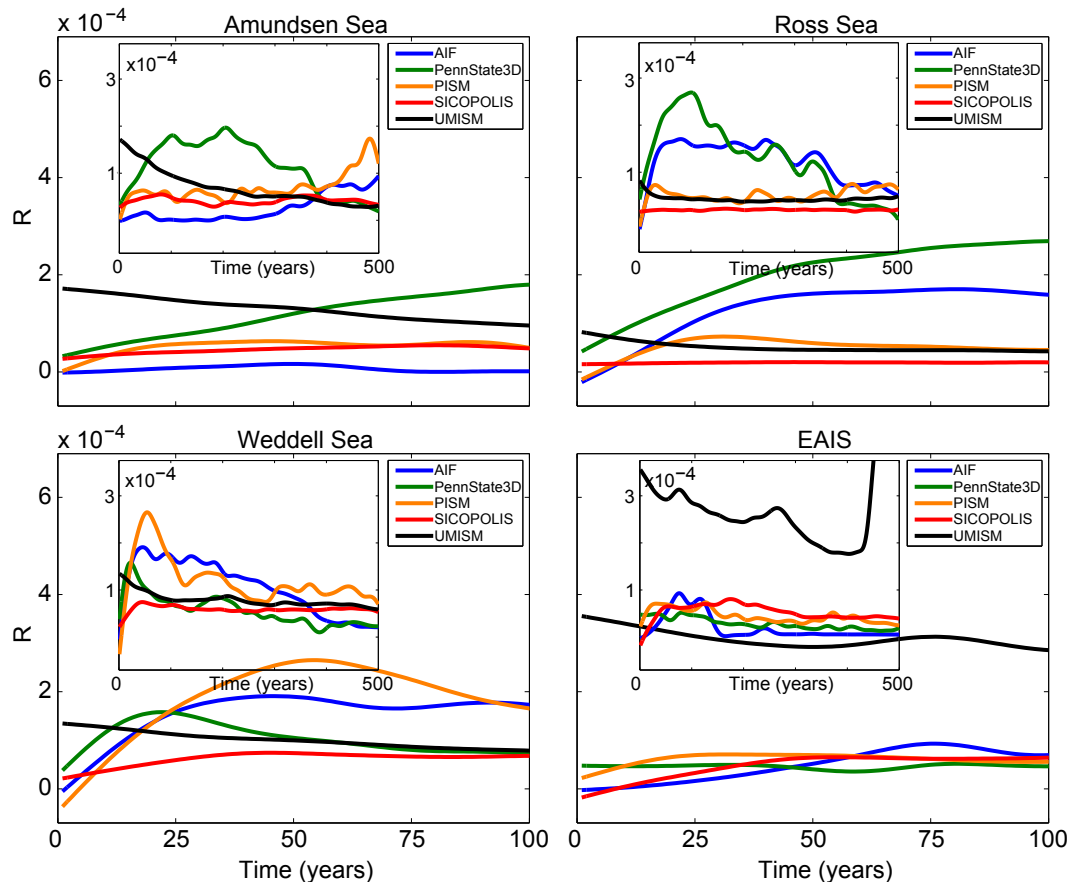 x 10⁻⁴ Amundsen Sea Ross Sea
6
4
2
0
R
x10⁻⁴
3
1
0 Time (years) 500
AIF
PennState3D
PISM
SICOPOLIS
UMISM
x10⁻⁴
3
1
0 Time (years) 500
AIF
PennState3D
PISM
SICOPOLIS
UMISM
x 10⁻⁴ Weddell Sea EAIS
6
4
2
0
R
x10⁻⁴
3
1
0 Time (years) 500
AIF
PennState3D
PISM
SICOPOLIS
UMISM
x10⁻⁴
3
1
0 Time (years) 500
AIF
PennState3D
PISM
SICOPOLIS
UMISM
0 25 50 75 100 0 25 50 75 100
Time (years) Time (years)